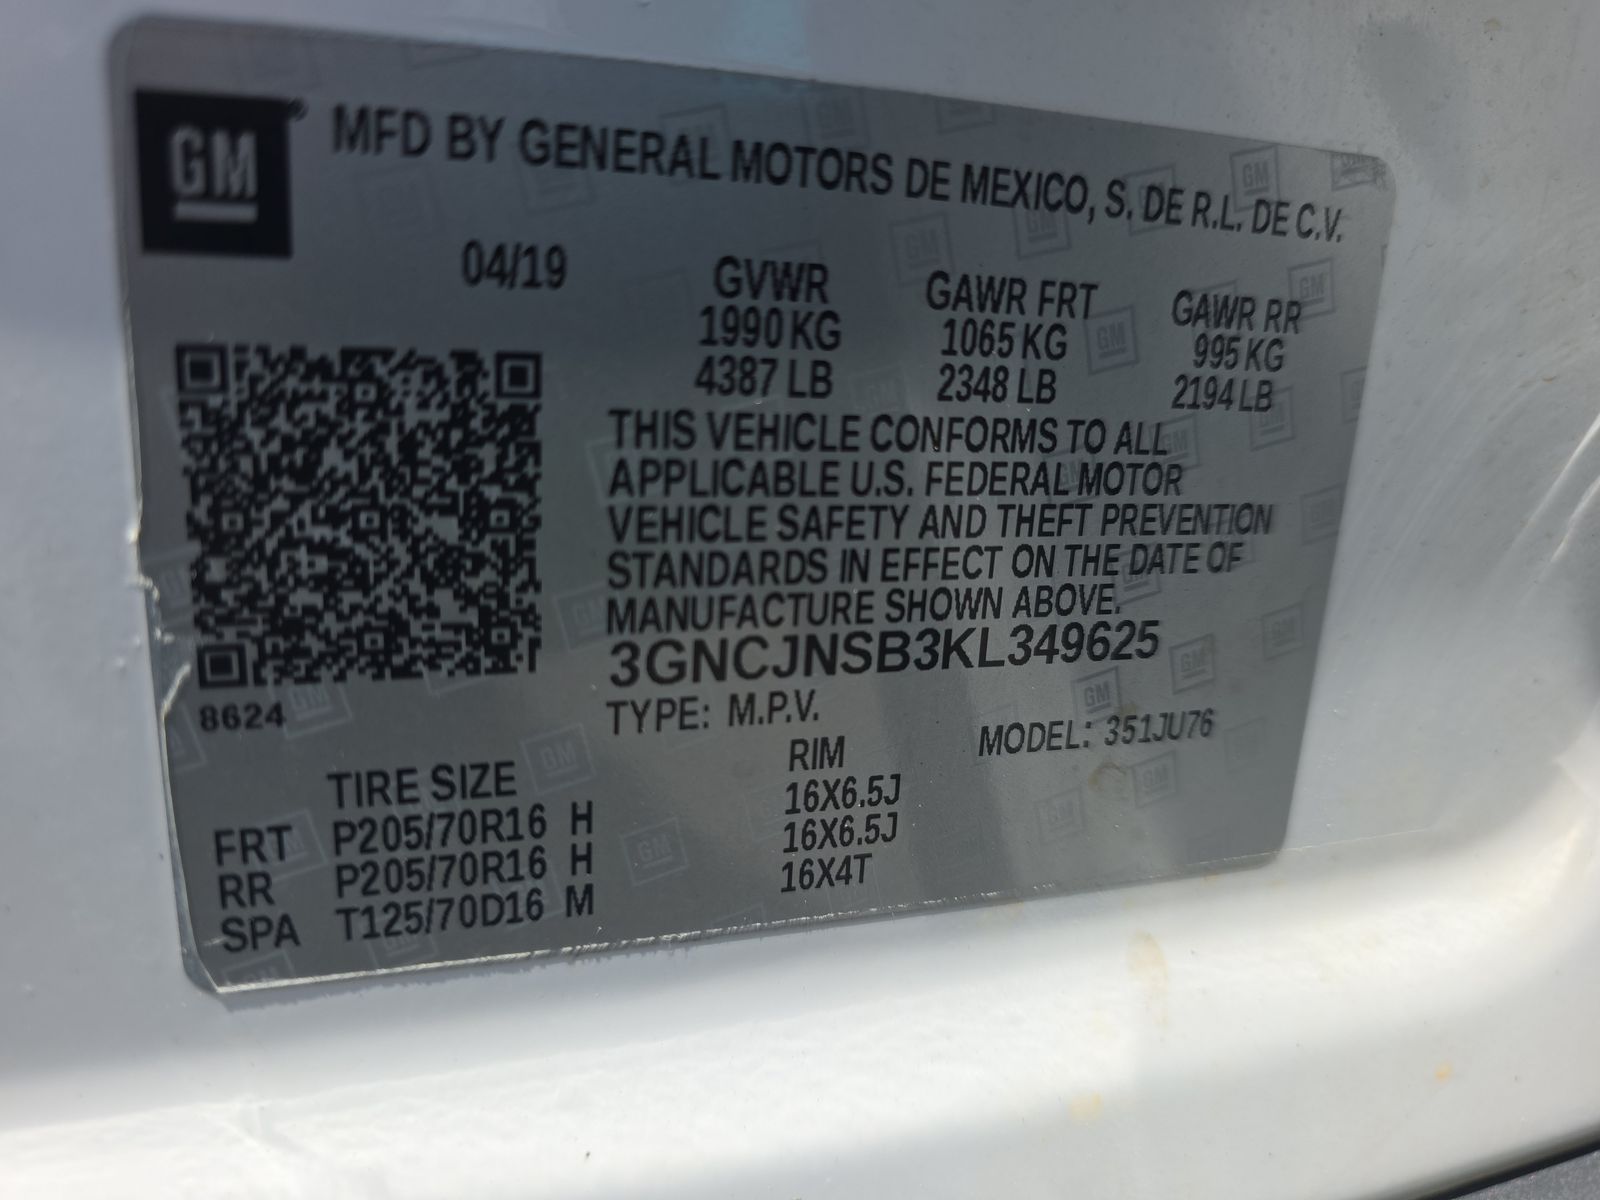 GM MFD BY GENERAL MOTORS DE MEXICO, S. DE R.L. DE C.V.
04/19 GVWR GAWR FRT GAWR RR
1990 KG 1065 KG 995 KG
4387 LB 2348 LB 2194 LB
THIS VEHICLE CONFORMS TO ALL
APPLICABLE U.S. FEDERAL MOTOR
VEHICLE SAFETY AND THEFT PREVENTION
STANDARDS IN EFFECT ON THE DATE OF
MANUFACTURE SHOWN ABOVE.
3GNCJNSB3KL349625
8624 TYPE: M.P.V. MODEL: 351JU76
TIRE SIZE RIM
FRT P205/70R16 H 16X6.5J
RR P205/70R16 H 16X6.5J
SPA T125/70D16 M 16X4T